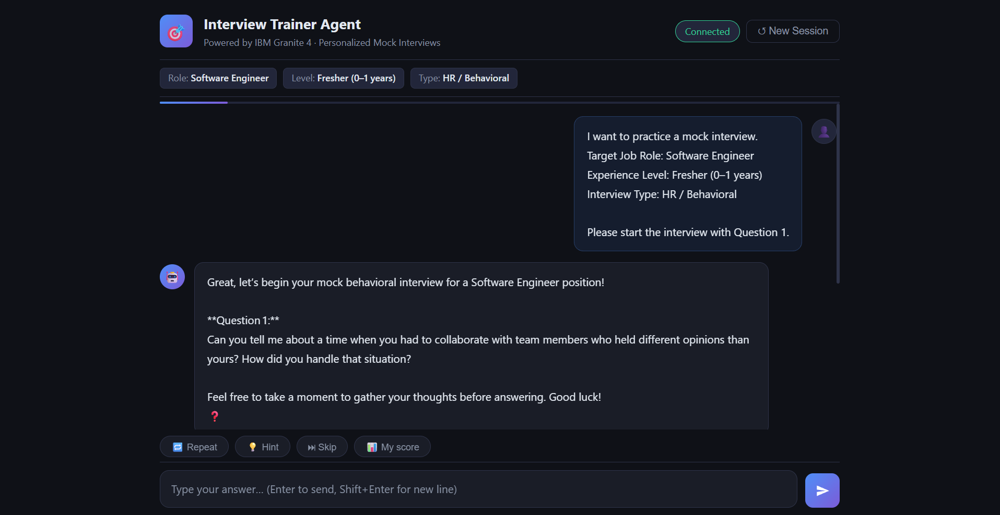 Interview Trainer Agent
Powered by IBM Granite 4 · Personalized Mock Interviews
Connected
↺ New Session
Role: Software Engineer
Level: Fresher (0–1 years)
Type: HR / Behavioral
I want to practice a mock interview.
Target Job Role: Software Engineer
Experience Level: Fresher (0–1 years)
Interview Type: HR / Behavioral
Please start the interview with Question 1.
Great, let’s begin your mock behavioral interview for a Software Engineer position!
**Question 1:**
Can you tell me about a time when you had to collaborate with team members who held different opinions than
yours? How did you handle that situation?
Feel free to take a moment to gather your thoughts before answering. Good luck!
❓
🔁 Repeat
💡 Hint
⏭ Skip
📊 My score
Type your answer... (Enter to send, Shift+Enter for new line)